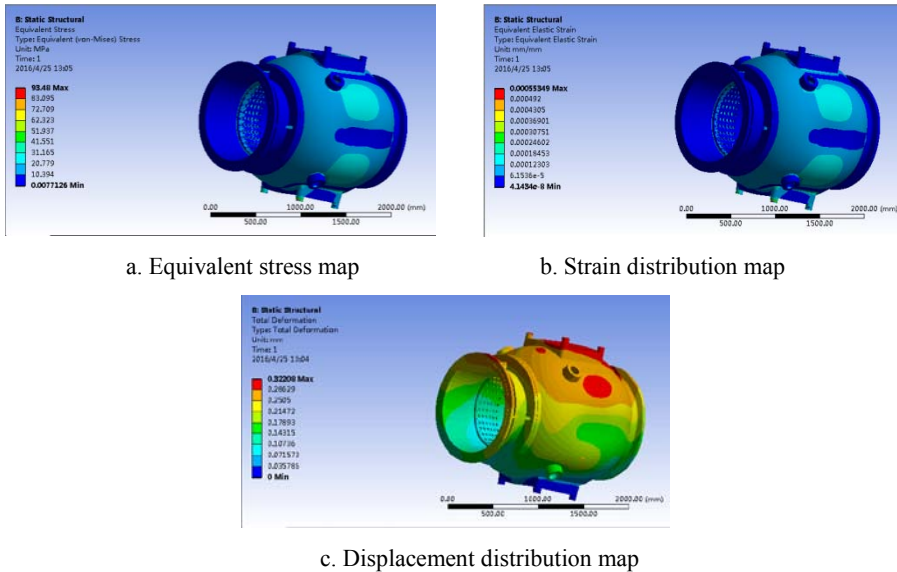 B: Static Structural
Equivalent Stress
Type: Equivalent (von-Mises) Stress
Unit: MPa
Time: 1
2016/4/25 13:05
93.48 Max
83.095
72.709
62.323
51.937
41.551
31.165
20.779
10.394
0.0077126 Min
0.00
1000.00
2000.00 (mm)
500.00
1500.00
a. Equivalent stress map
B: Static Structural
Equivalent Elastic Strain
Type: Equivalent Elastic Strain
Unit: mm/mm
Time: 1
2016/4/25 13:05
0.00055349 Max
0.000492
0.0004305
0.00036901
0.00030751
0.00024602
0.00018453
0.00012303
6.1536e-5
4.1434e-8 Min
0.00
1000.00
2000.00 (mm)
500.00
1500.00
b. Strain distribution map
B: Static Structural
Total Deformation
Type: Total Deformation
Unit: mm
Time: 1
2016/4/25 13:04
0.32208 Max
0.28629
0.2505
0.21472
0.17893
0.14315
0.10736
0.071573
0.035786
0 Min
0.00
1000.00
2000.00 (mm)
500.00
1500.00
c. Displacement distribution map